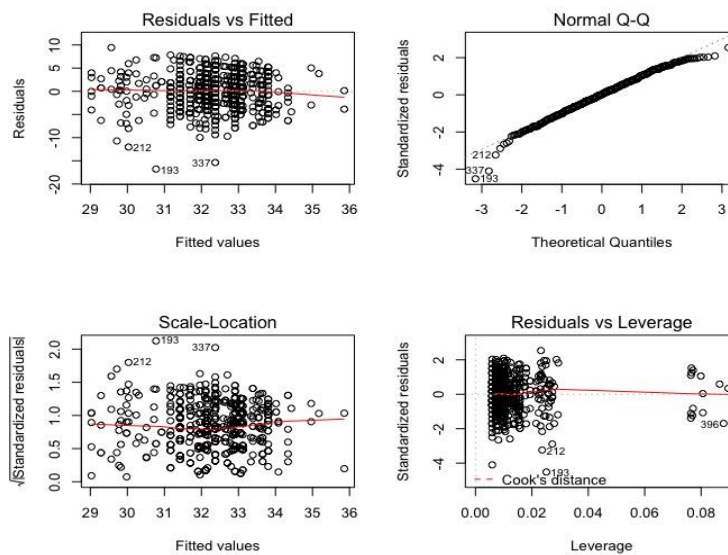 Residuals vs Fitted
Residuals
10
5
0
-10
-20
212
193
337
29 30 31 32 33 34 35 36
Fitted values
Normal Q-Q
Standardized residuals
2
0
-2
-4
212
337
193
-3 -2 -1 0 1 2 3
Theoretical Quantiles
Scale-Location
√|Standardized residuals|
2.0
1.5
1.0
0.5
0.0
212
193
337
29 30 31 32 33 34 35 36
Fitted values
Residuals vs Leverage
Standardized residuals
2
0
-2
-4
212
193
396
Cook's distance
0.00 0.02 0.04 0.06 0.08
Leverage